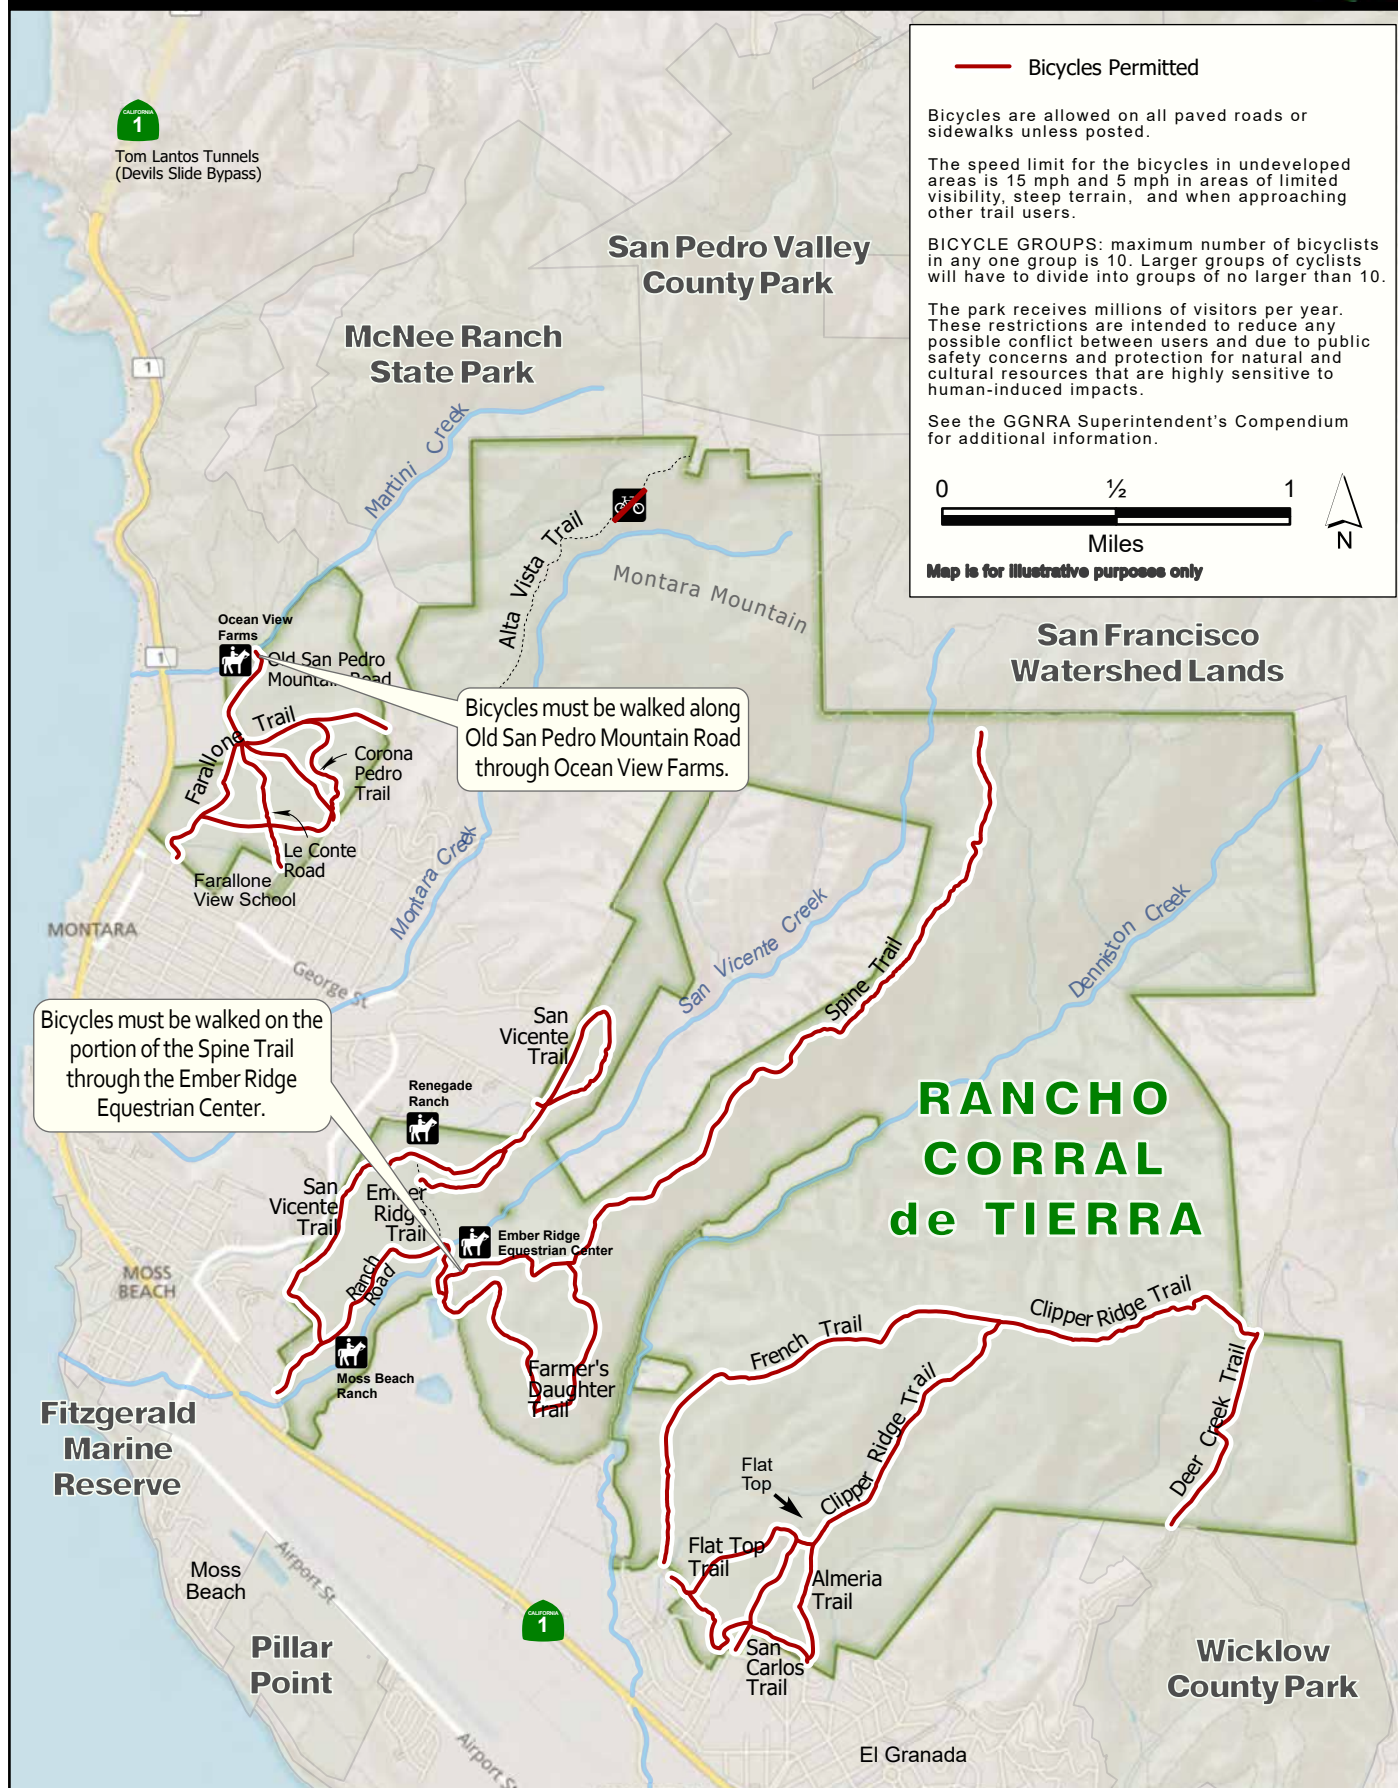 Bicycles Permitted
Bicycles are allowed on all paved roads or
sidewalks unless posted.
The speed limit for the bicycles in undeveloped
areas is 15 mph and 5 mph in areas of limited
visibility, steep terrain, and when approaching
other trail users.
BICYCLE GROUPS: maximum number of bicyclists
in any one group is 10. Larger groups of cyclists
will have to divide into groups of no larger than 10.
The park receives millions of visitors per year.
These restrictions are intended to reduce any
possible conflict between users and due to public
safety concerns and protection for natural and
cultural resources that are highly sensitive to
human-induced impacts.
See the GGNRA Superintendent's Compendium
for additional information.
0 ½ 1
Miles
N
Map is for illustrative purposes only
CALIFORNIA
1
Tom Lantos Tunnels
(Devils Slide Bypass)
San Pedro Valley
County Park
McNee Ranch
State Park
1
Martini Creek
Alta Vista Trail
Montara Mountain
Ocean View
Farms
1
Old San Pedro
Mountain Road
San Francisco
Watershed Lands
Bicycles must be walked along
Old San Pedro Mountain Road
through Ocean View Farms.
Farallone Trail
Corona
Pedro
Trail
Le Conte
Road
Farallone
View School
Montara Creek
MONTARA
George St
San Vicente Creek
Spine Trail
Denniston Creek
Bicycles must be walked on the
portion of the Spine Trail
through the Ember Ridge
Equestrian Center.
San
Vicente
Trail
Renegade
Ranch
RANCHO
CORRAL
de TIERRA
San
Vicente
Trail
Ember
Ridge
Trail
Ember Ridge
Equestrian Center
MOSS
BEACH
Ranch
Road
Moss Beach
Ranch
Farmer's
Daughter
Trail
French Trail
Clipper Ridge Trail
Clipper Ridge Trail
Deer Creek Trail
Fitzgerald
Marine
Reserve
Flat
Top
Flat Top
Trail
Almeria
Trail
Moss
Beach
Airport St
CALIFORNIA
1
San
Carlos
Trail
Pillar
Point
Wicklow
County Park
Airport St
El Granada